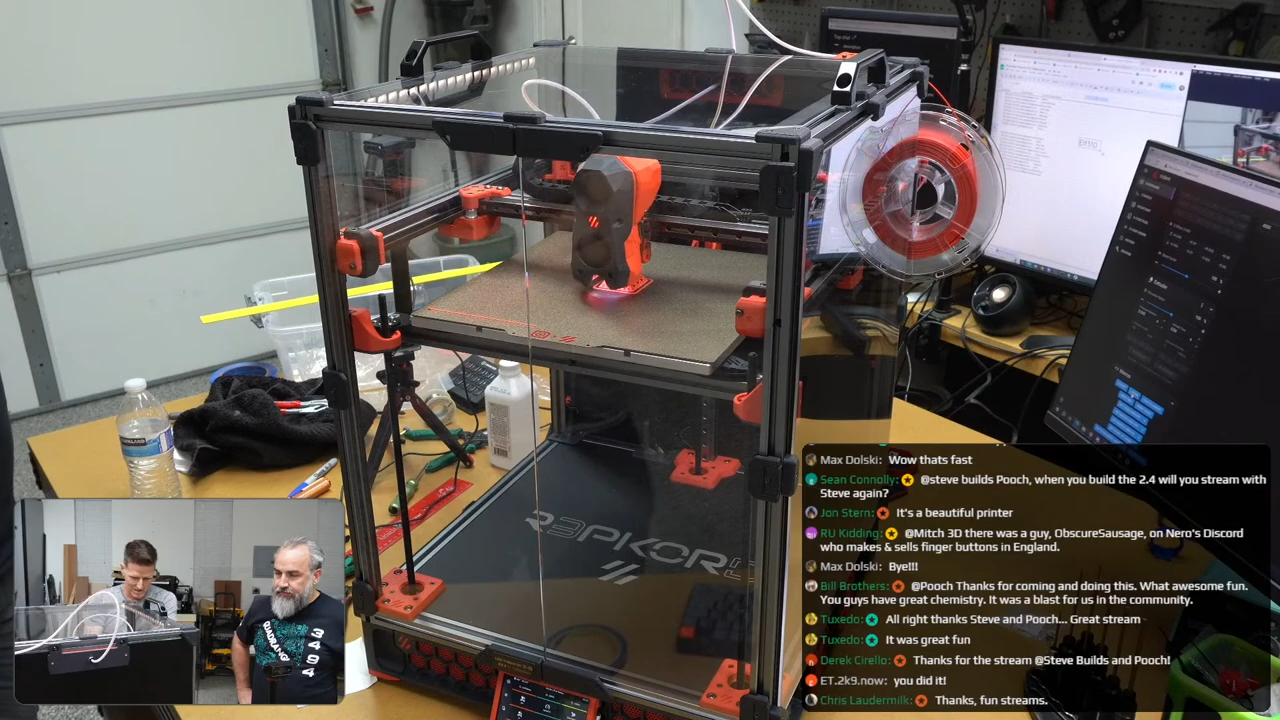 R3PKORD
KIRKLAND
QUADRANG
3
4
9
4
Max Dolski: Wow thats fast
Sean Connolly: @steve builds Pooch, when you build the 2.4 will you stream with
Steve again?
Jon Stern: It's a beautiful printer
RU Kidding: @Mitch 3D there was a guy, ObscureSausage, on Nero's Discord
who makes & sells finger buttons in England.
Max Dolski: Bye!!!
Bill Brothers: @Pooch Thanks for coming and doing this. What awesome fun.
You guys have great chemistry. It was a blast for us in the community.
Tuxedo: All right thanks Steve and Pooch... Great stream
Tuxedo: It was great fun
Derek Cirello: Thanks for the stream @Steve Builds and Pooch!
ET.2k9.now: you did it!
Chris Laudermilk: Thanks, fun streams.